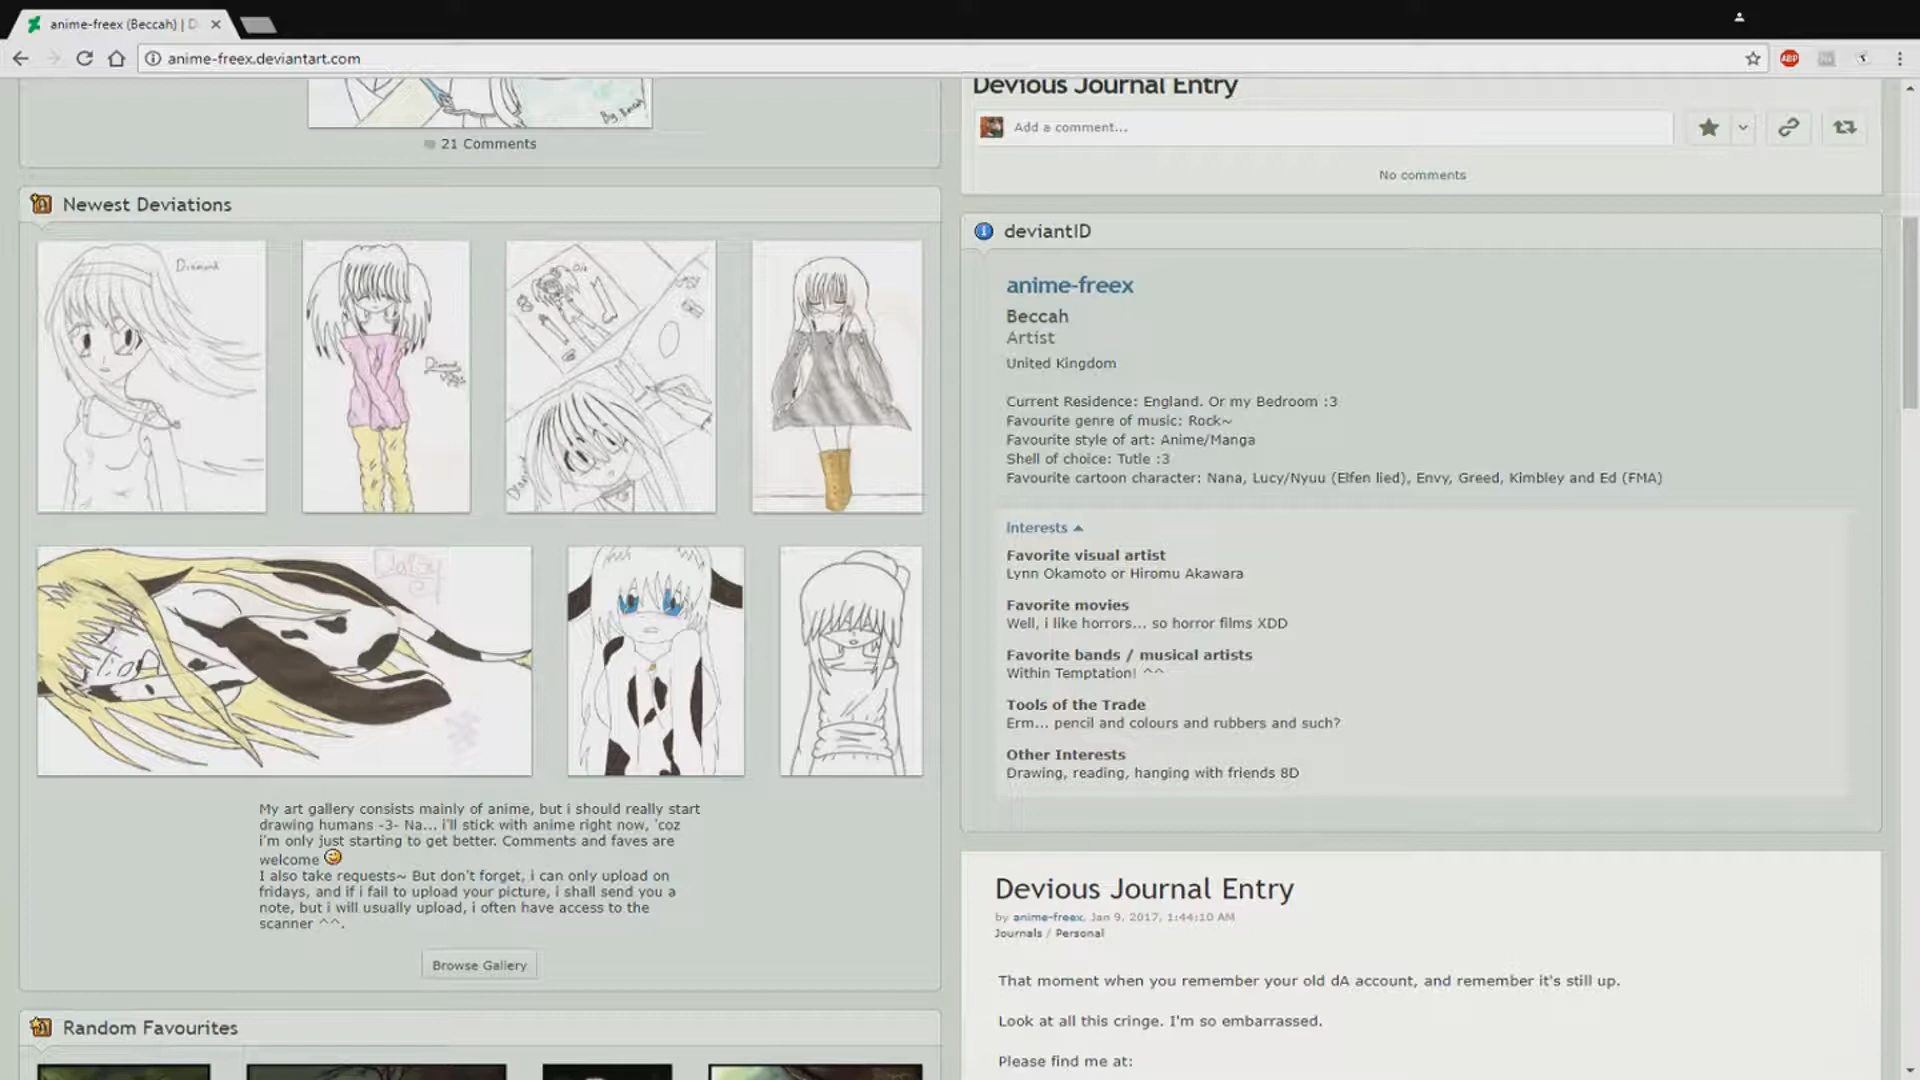 anime-freex (Beccah) | D
anime-freex.deviantart.com
By Beccah
21 Comments
Newest Deviations
Diamond
Diamond
Diamond
Daisy
My art gallery consists mainly of anime, but i should really start
drawing humans -3- Na... i'll stick with anime right now, 'coz
i'm only just starting to get better. Comments and faves are
welcome
I also take requests~ But don't forget, i can only upload on
fridays, and if i fail to upload your picture, i shall send you a
note, but i will usually upload, i often have access to the
scanner ^^.
Browse Gallery
Random Favourites
Devious Journal Entry
Add a comment...
No comments
deviantID
anime-freex
Beccah
Artist
United Kingdom
Current Residence: England. Or my Bedroom :3
Favourite genre of music: Rock~
Favourite style of art: Anime/Manga
Shell of choice: Tutle :3
Favourite cartoon character: Nana, Lucy/Nyuu (Elfen lied), Envy, Greed, Kimbley and Ed (FMA)
Interests
Favorite visual artist
Lynn Okamoto or Hiromu Akawara
Favorite movies
Well, i like horrors... so horror films XDD
Favorite bands / musical artists
Within Temptation! ^^
Tools of the Trade
Erm... pencil and colours and rubbers and such?
Other Interests
Drawing, reading, hanging with friends 8D
Devious Journal Entry
by anime-freex, Jan 9, 2017, 1:44:10 AM
Journals / Personal
That moment when you remember your old dA account, and remember it's still up.
Look at all this cringe. I'm so embarrassed.
Please find me at:
ABP